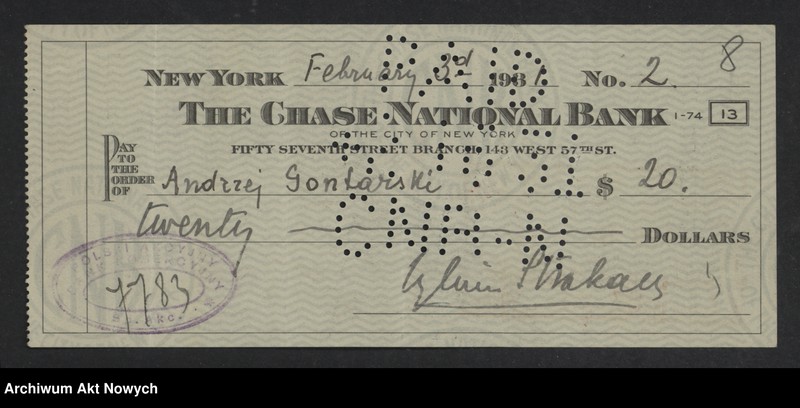 8
NEW YORK February 3d 1931. No. 2.
THE CHASE NATIONAL BANK 1-74 13
OF THE CITY OF NEW YORK
FIFTY SEVENTH STREET BRANCH, 143 WEST 57TH ST.
PAY TO THE ORDER OF Andrzej Gontarski $ 20.
twenty DOLLARS
7783
Archiwum Akt Nowych